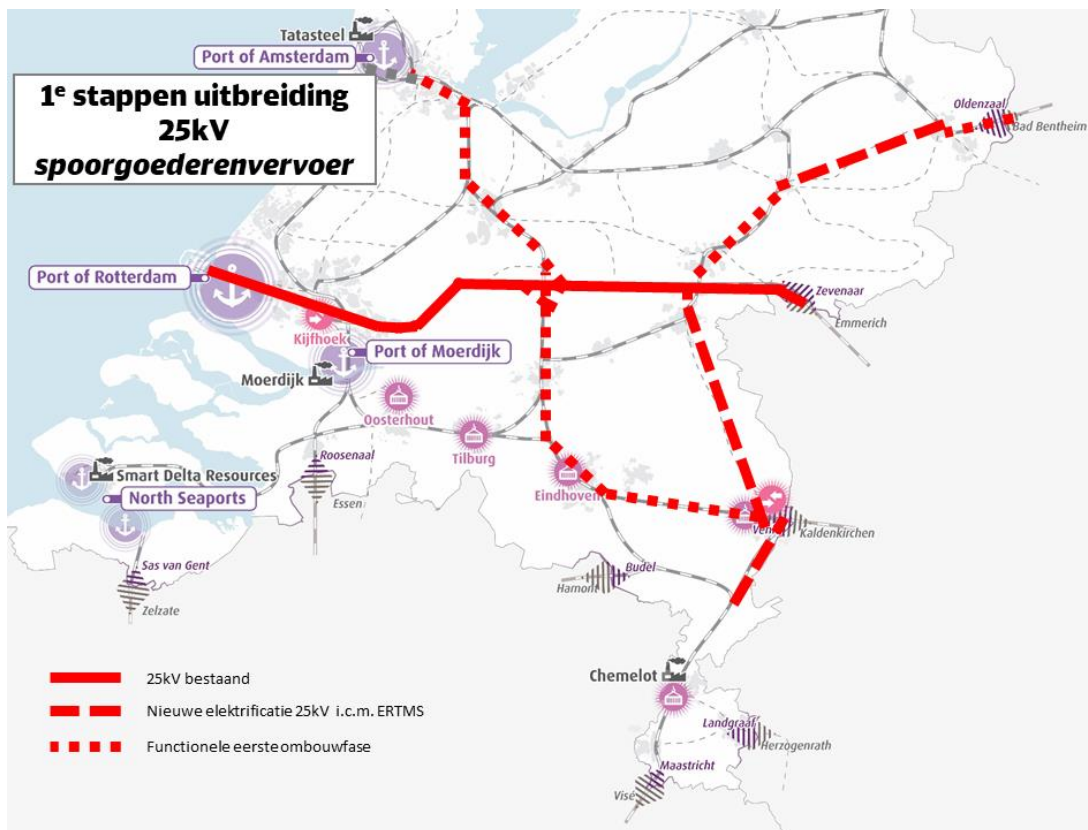 Tatasteel
Port of Amsterdam
1e stappen uitbreiding
25kV
spoorgoederenvervoer
Oldenzaal
Bad Bentheim
Port of Rotterdam
Zevenaar
Emmerich
Kijfhoek
Port of Moerdijk
Moerdijk
Oosterhout
Tilburg
Roosenaal
Essen
Smart Delta Resources
North Seaports
Eindhoven
Kaldenkirchen
Sas van Gent
Zelzate
Budel
Hamont
Chemelot
Landgraaf
Herzogenrath
Maastricht
Visé
25kV bestaand
Nieuwe elektrificatie 25kV i.c.m. ERTMS
Functionele eerste ombouwfase